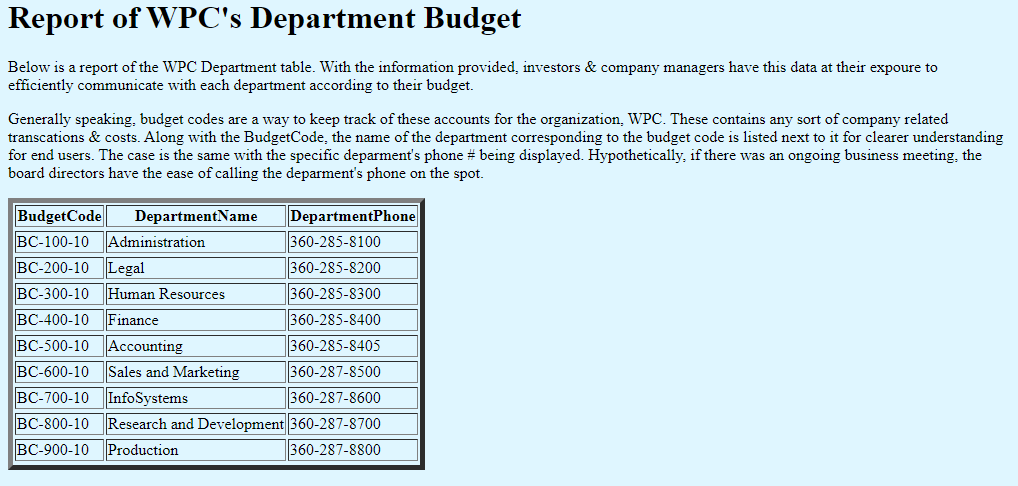 Report of WPC's Department Budget
Below is a report of the WPC Department table. With the information provided, investors & company managers have this data at their expoure to
efficiently communicate with each department according to their budget.
Generally speaking, budget codes are a way to keep track of these accounts for the organization, WPC. These contains any sort of company related
transcations & costs. Along with the BudgetCode, the name of the department corresponding to the budget code is listed next to it for clearer understanding
for end users. The case is the same with the specific deparment's phone # being displayed. Hypothetically, if there was an ongoing business meeting, the
board directors have the ease of calling the deparment's phone on the spot.
BudgetCode DepartmentName DepartmentPhone
BC-100-10 Administration 360-285-8100
BC-200-10 Legal 360-285-8200
BC-300-10 Human Resources 360-285-8300
BC-400-10 Finance 360-285-8400
BC-500-10 Accounting 360-285-8405
BC-600-10 Sales and Marketing 360-287-8500
BC-700-10 InfoSystems 360-287-8600
BC-800-10 Research and Development 360-287-8700
BC-900-10 Production 360-287-8800